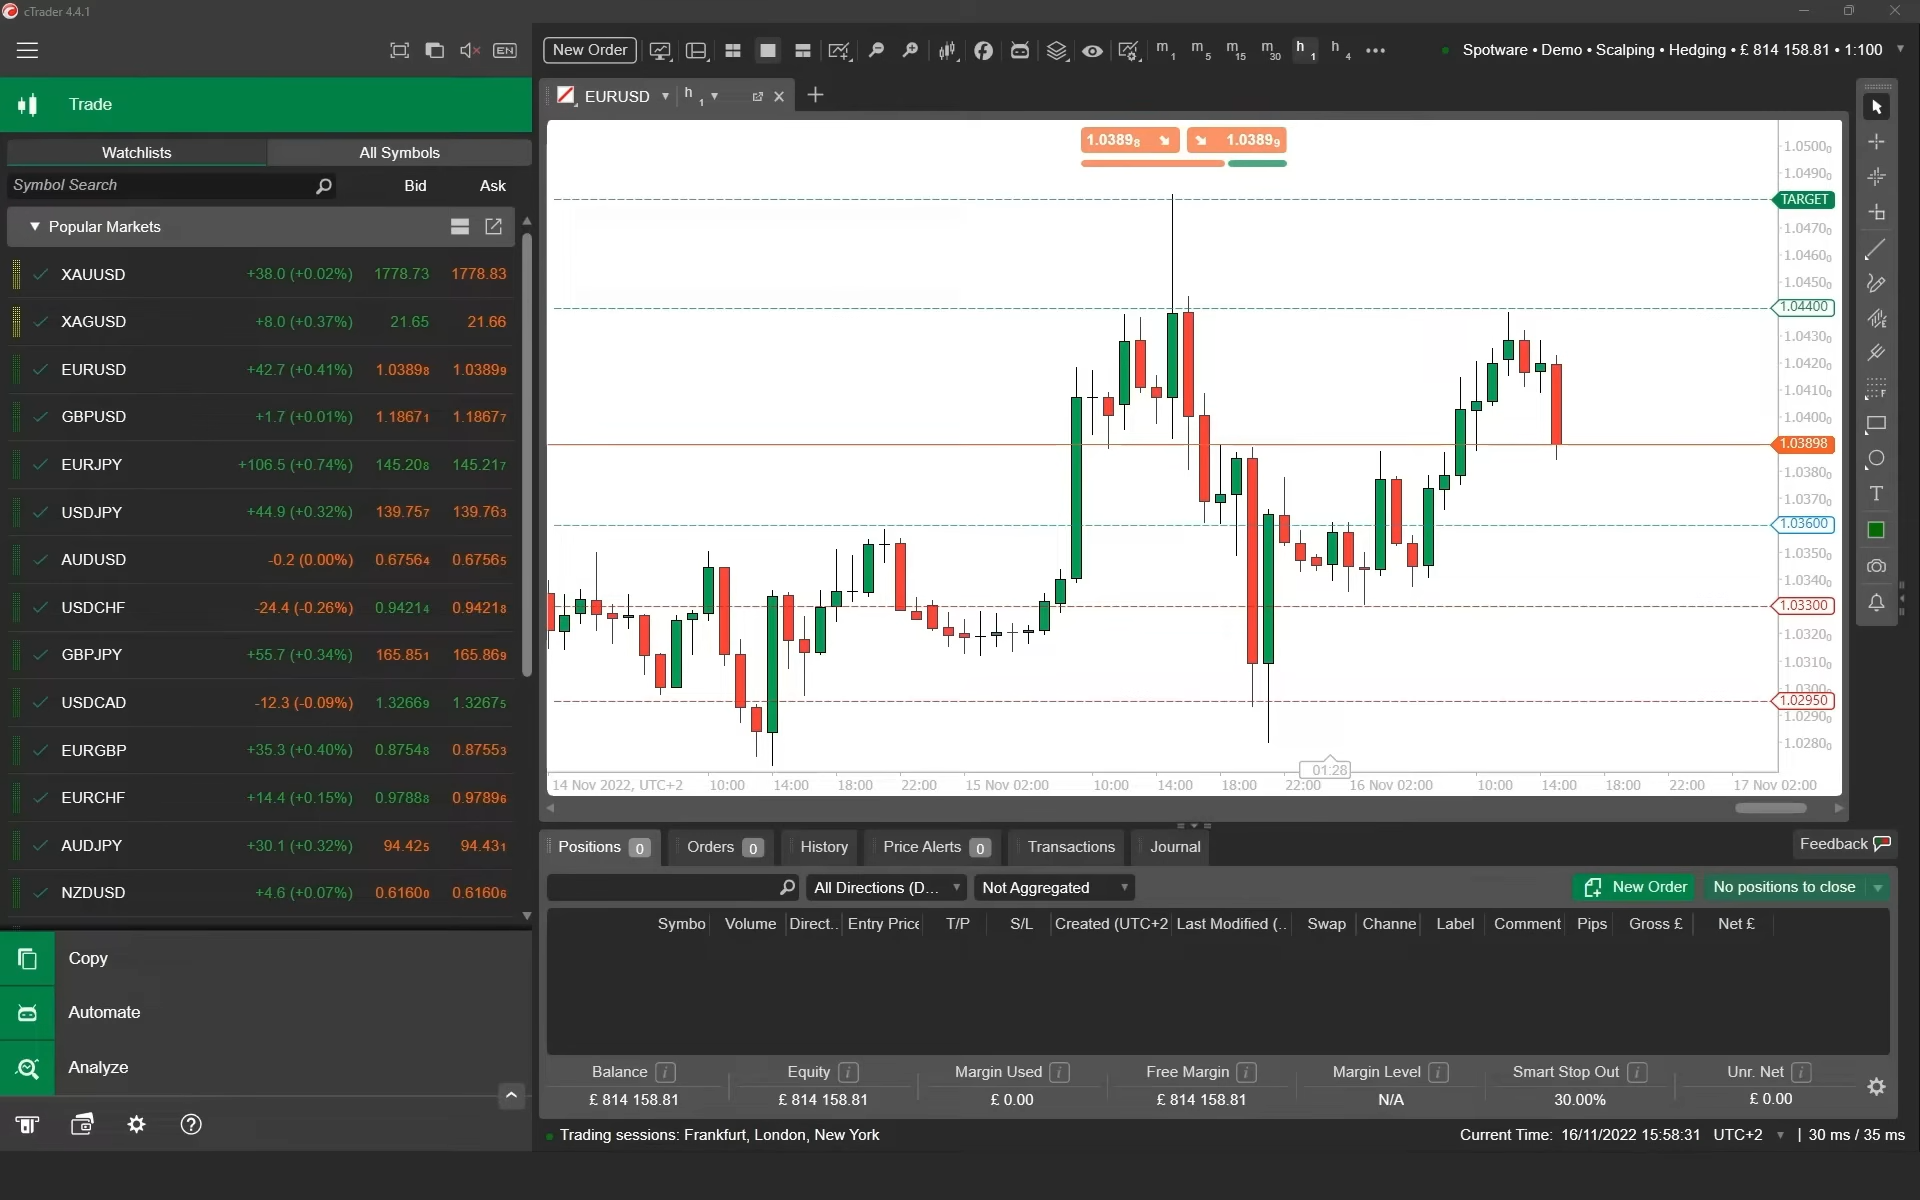 cTrader 4.4.1
EN
New Order
m1 m5 m15 m30 h1 h4
Spotware • Demo • Scalping • Hedging • £ 814 158.81 • 1:100
Trade
EURUSD h1
Watchlists All Symbols
Symbol Search Bid Ask
Popular Markets
XAUUSD +38.0 (+0.02%) 1778.73 1778.83
XAGUSD +8.0 (+0.37%) 21.65 21.66
EURUSD +42.7 (+0.41%) 1.03898 1.03899
GBPUSD +1.7 (+0.01%) 1.18671 1.18677
EURJPY +106.5 (+0.74%) 145.208 145.217
USDJPY +44.9 (+0.32%) 139.757 139.763
AUDUSD -0.2 (0.00%) 0.67564 0.67565
USDCHF -24.4 (-0.26%) 0.94214 0.94218
GBPJPY +55.7 (+0.34%) 165.851 165.869
USDCAD -12.3 (-0.09%) 1.32669 1.32675
EURGBP +35.3 (+0.40%) 0.87548 0.87553
EURCHF +14.4 (+0.15%) 0.97888 0.97896
AUDJPY +30.1 (+0.32%) 94.425 94.431
NZDUSD +4.6 (+0.07%) 0.61600 0.61606
Copy
Automate
Analyze
1.03898 1.03899
1.05000
1.04900
TARGET
1.04700
1.04600
1.04500
1.04400
1.04300
1.04200
1.04100
1.04000
1.03898
1.03800
1.03700
1.03600
1.03500
1.03400
1.03300
1.03200
1.03100
1.03000
1.02950
1.02900
1.02800
01:28
14 Nov 2022, UTC+2 10:00 14:00 18:00 22:00 15 Nov 02:00 10:00 14:00 18:00 22:00 16 Nov 02:00 10:00 14:00 18:00 22:00 17 Nov 02:00
E
F
T
Positions 0 Orders 0 History Price Alerts 0 Transactions Journal Feedback
All Directions (D... Not Aggregated New Order No positions to close
Symbo Volume Direct.. Entry Price T/P S/L Created (UTC+2 Last Modified (.. Swap Channe Label Comment Pips Gross £ Net £
Balance i Equity i Margin Used i Free Margin i Margin Level i Smart Stop Out i Unr. Net i
£ 814 158.81 £ 814 158.81 £ 0.00 £ 814 158.81 N/A 30.00% £ 0.00
Trading sessions: Frankfurt, London, New York
Current Time: 16/11/2022 15:58:31 UTC+2 | 30 ms / 35 ms